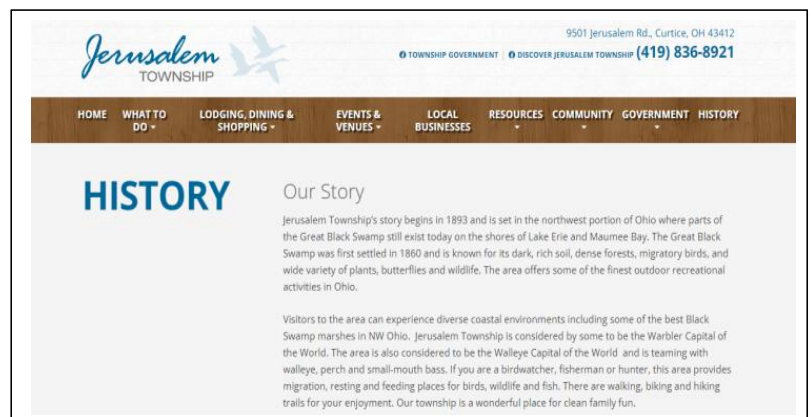 9501 Jerusalem Rd., Curtice, OH 43412
Jerusalem
TOWNSHIP
TOWNSHIP GOVERNMENT | DISCOVER JERUSALEM TOWNSHIP (419) 836-8921
HOME WHAT TO DO LODGING, DINING & SHOPPING EVENTS & VENUES LOCAL BUSINESSES RESOURCES COMMUNITY GOVERNMENT HISTORY
HISTORY
Our Story
Jerusalem Township's story begins in 1893 and is set in the northwest portion of Ohio where parts of
the Great Black Swamp still exist today on the shores of Lake Erie and Maumee Bay. The Great Black
Swamp was first settled in 1860 and is known for its dark, rich soil, dense forests, migratory birds, and
wide variety of plants, butterflies and wildlife. The area offers some of the finest outdoor recreational
activities in Ohio.
Visitors to the area can experience diverse coastal environments including some of the best Black
Swamp marshes in NW Ohio. Jerusalem Township is considered by some to be the Warbler Capital of
the World. The area is also considered to be the Walleye Capital of the World and is teaming with
walleye, perch and small-mouth bass. If you are a birdwatcher, fisherman or hunter, this area provides
migration, resting and feeding places for birds, wildlife and fish. There are walking, biking and hiking
trails for your enjoyment. Our township is a wonderful place for clean family fun.